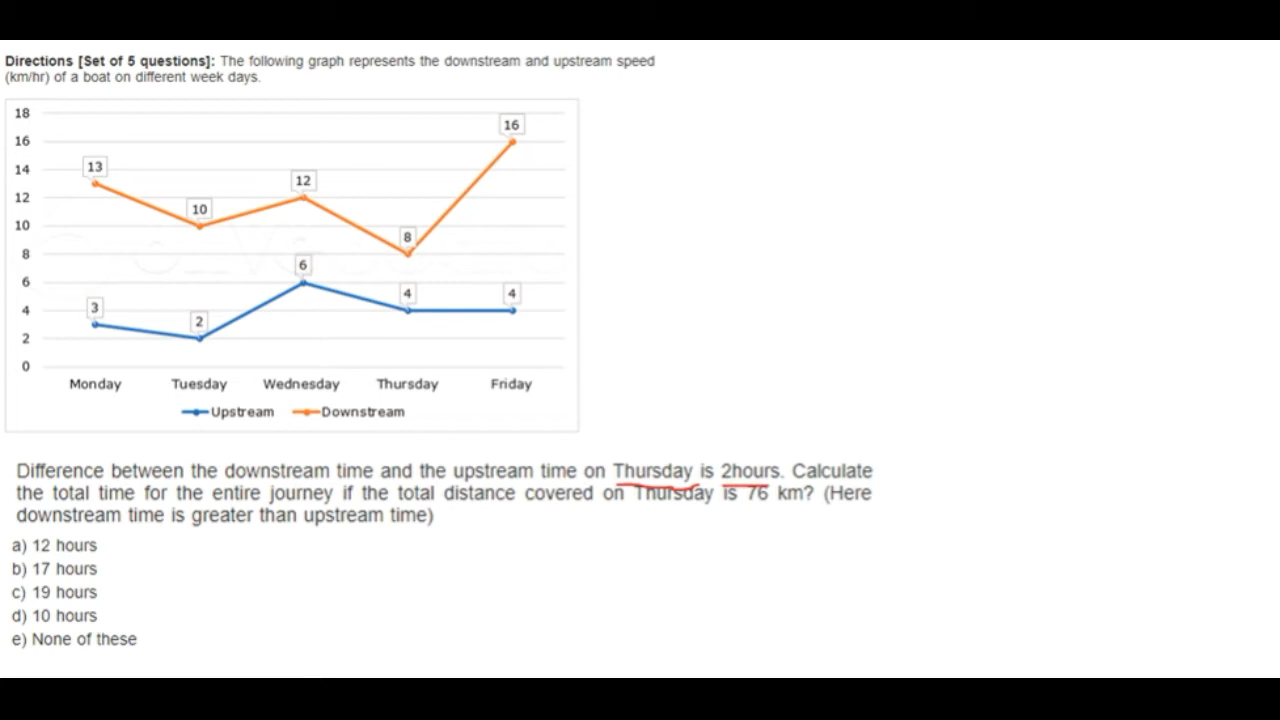 Directions [Set of 5 questions]: The following graph represents the downstream and upstream speed
(km/hr) of a boat on different week days.
18
16
16
14
13
12
12
10
10
8
8
6
6
4
4
4
3
2
2
0
Monday Tuesday Wednesday Thursday Friday
Upstream Downstream
Difference between the downstream time and the upstream time on Thursday is 2hours. Calculate
the total time for the entire journey if the total distance covered on Thursday is 76 km? (Here
downstream time is greater than upstream time)
a) 12 hours
b) 17 hours
c) 19 hours
d) 10 hours
e) None of these